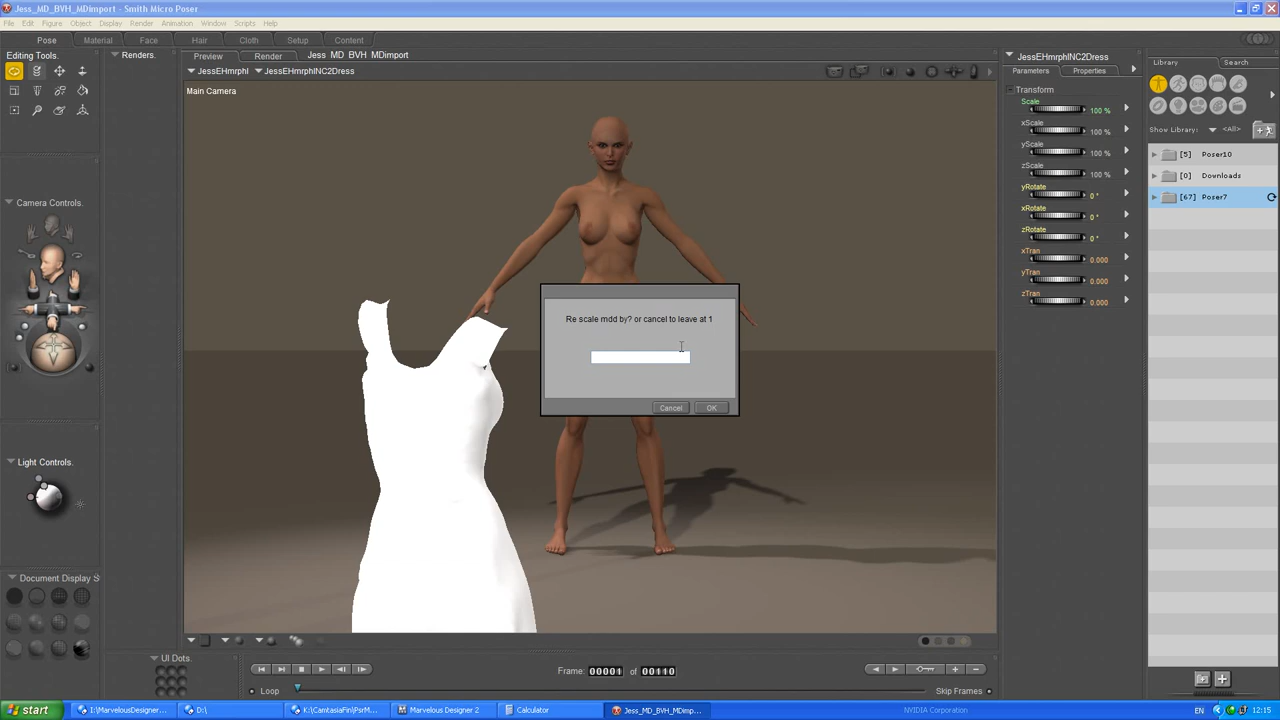 Jess_MD_BVH_MDimport - Smith Micro Poser
File Edit Figure Object Display Render Animation Window Scripts Help
Pose Material Face Hair Cloth Setup Content
Editing Tools.
Renders.
Preview Render Jess_MD_BVH_MDimport
JessEHmrphI JessEHmrphINC2Dress
Main Camera
JessEHmrphINC2Dress
Parameters Properties
Transform
Scale
100 %
xScale
100 %
yScale
100 %
zScale
100 %
yRotate
0 °
xRotate
0 °
zRotate
0 °
xTran
0.000
yTran
0.000
zTran
0.000
Library Search
Show Library: <All>
[5] Poser10
[0] Downloads
[67] Poser7
Camera Controls.
Re scale mdd by? or cancel to leave at 1
Cancel OK
Light Controls.
Document Display S
UI Dots.
Frame: 00001 of 00110
Loop
Skip Frames
start
I:\MarvelousDesigner...
D:\
K:\CamtasiaFin\PsrM...
Marvelous Designer 2
Calculator
Jess_MD_BVH_MDimp...
NVIDIA Corporation
EN
12:15